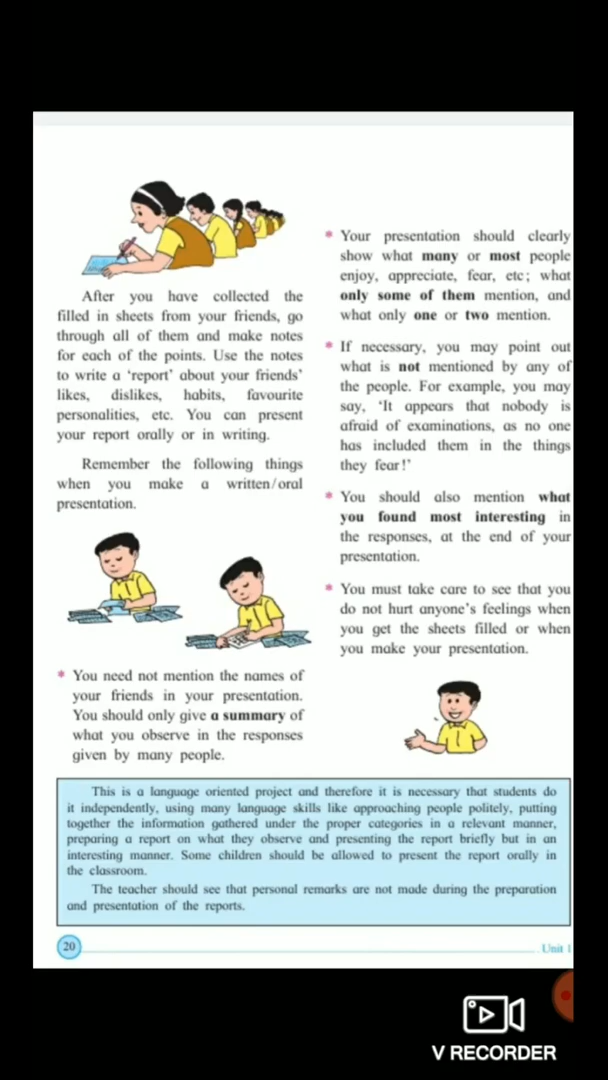 After you have collected the
filled in sheets from your friends, go
through all of them and make notes
for each of the points. Use the notes
to write a ‘report’ about your friends’
likes, dislikes, habits, favourite
personalities, etc. You can present
your report orally or in writing.
Remember the following things
when you make a written/oral
presentation.
* You need not mention the names of
your friends in your presentation.
You should only give a summary of
what you observe in the responses
given by many people.
* Your presentation should clearly
show what many or most people
enjoy, appreciate, fear, etc; what
only some of them mention, and
what only one or two mention.
* If necessary, you may point out
what is not mentioned by any of
the people. For example, you may
say, ‘It appears that nobody is
afraid of examinations, as no one
has included them in the things
they fear!’
* You should also mention what
you found most interesting in
the responses, at the end of your
presentation.
* You must take care to see that you
do not hurt anyone’s feelings when
you get the sheets filled or when
you make your presentation.
This is a language oriented project and therefore it is necessary that students do
it independently, using many language skills like approaching people politely, putting
together the information gathered under the proper categories in a relevant manner,
preparing a report on what they observe and presenting the report briefly but in an
interesting manner. Some children should be allowed to present the report orally in
the classroom.
The teacher should see that personal remarks are not made during the preparation
and presentation of the reports.
20
Unit 1
V RECORDER